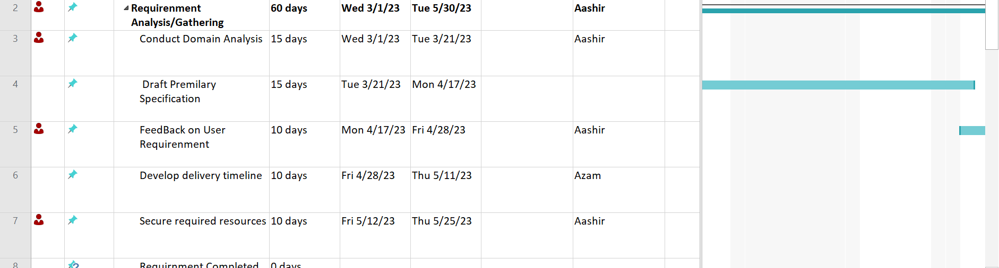 2 Requirenment Analysis/Gathering 60 days Wed 3/1/23 Tue 5/30/23 Aashir
3 Conduct Domain Analysis 15 days Wed 3/1/23 Tue 3/21/23 Aashir
4 Draft Premilary Specification 15 days Tue 3/21/23 Mon 4/17/23
5 FeedBack on User Requirenment 10 days Mon 4/17/23 Fri 4/28/23 Aashir
6 Develop delivery timeline 10 days Fri 4/28/23 Thu 5/11/23 Azam
7 Secure required resources 10 days Fri 5/12/23 Thu 5/25/23 Aashir
8 Requirnment Completed 0 days